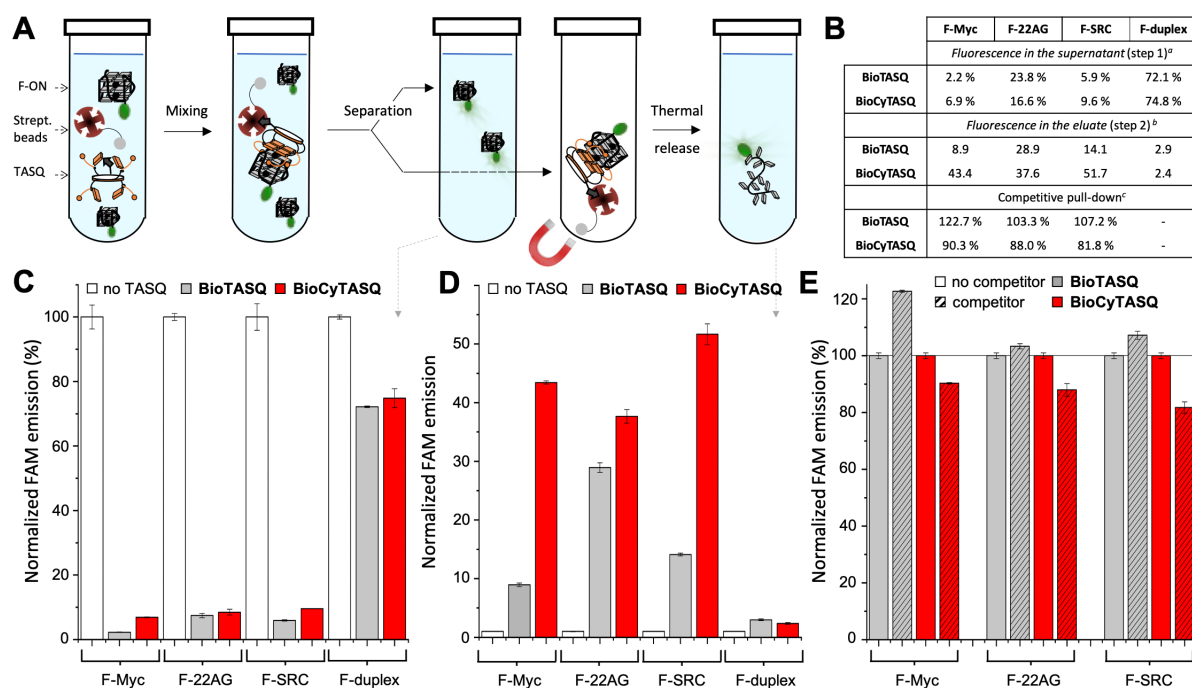 A
F-ON
Strept.
beads
TASQ
Mixing
Separation
Thermal
release
B
F-Myc F-22AG F-SRC F-duplex
Fluorescence in the supernatant (step 1)a
BioTASQ 2.2 % 23.8 % 5.9 % 72.1 %
BioCyTASQ 6.9 % 16.6 % 9.6 % 74.8 %
Fluorescence in the eluate (step 2)b
BioTASQ 8.9 28.9 14.1 2.9
BioCyTASQ 43.4 37.6 51.7 2.4
Competitive pull-downc
BioTASQ 122.7 % 103.3 % 107.2 % -
BioCyTASQ 90.3 % 88.0 % 81.8 % -
C
no TASQ BioTASQ BioCyTASQ
Normalized FAM emission (%)
100
80
60
40
20
0
F-Myc F-22AG F-SRC F-duplex
D
no TASQ BioTASQ BioCyTASQ
Normalized FAM emission
50
40
30
20
10
0
F-Myc F-22AG F-SRC F-duplex
E
no competitor BioTASQ
competitor BioCyTASQ
Normalized FAM emission %
120
100
80
60
40
20
0
F-Myc F-22AG F-SRC